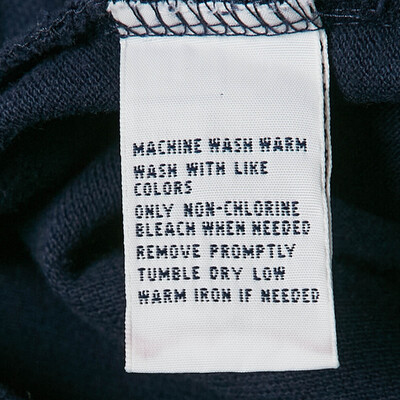 MACHINE WASH WARM
WASH WITH LIKE
COLORS
ONLY NON-CHLORINE
BLEACH WHEN NEEDED
REMOVE PROMPTLY
TUMBLE DRY LOW
WARM IRON IF NEEDED